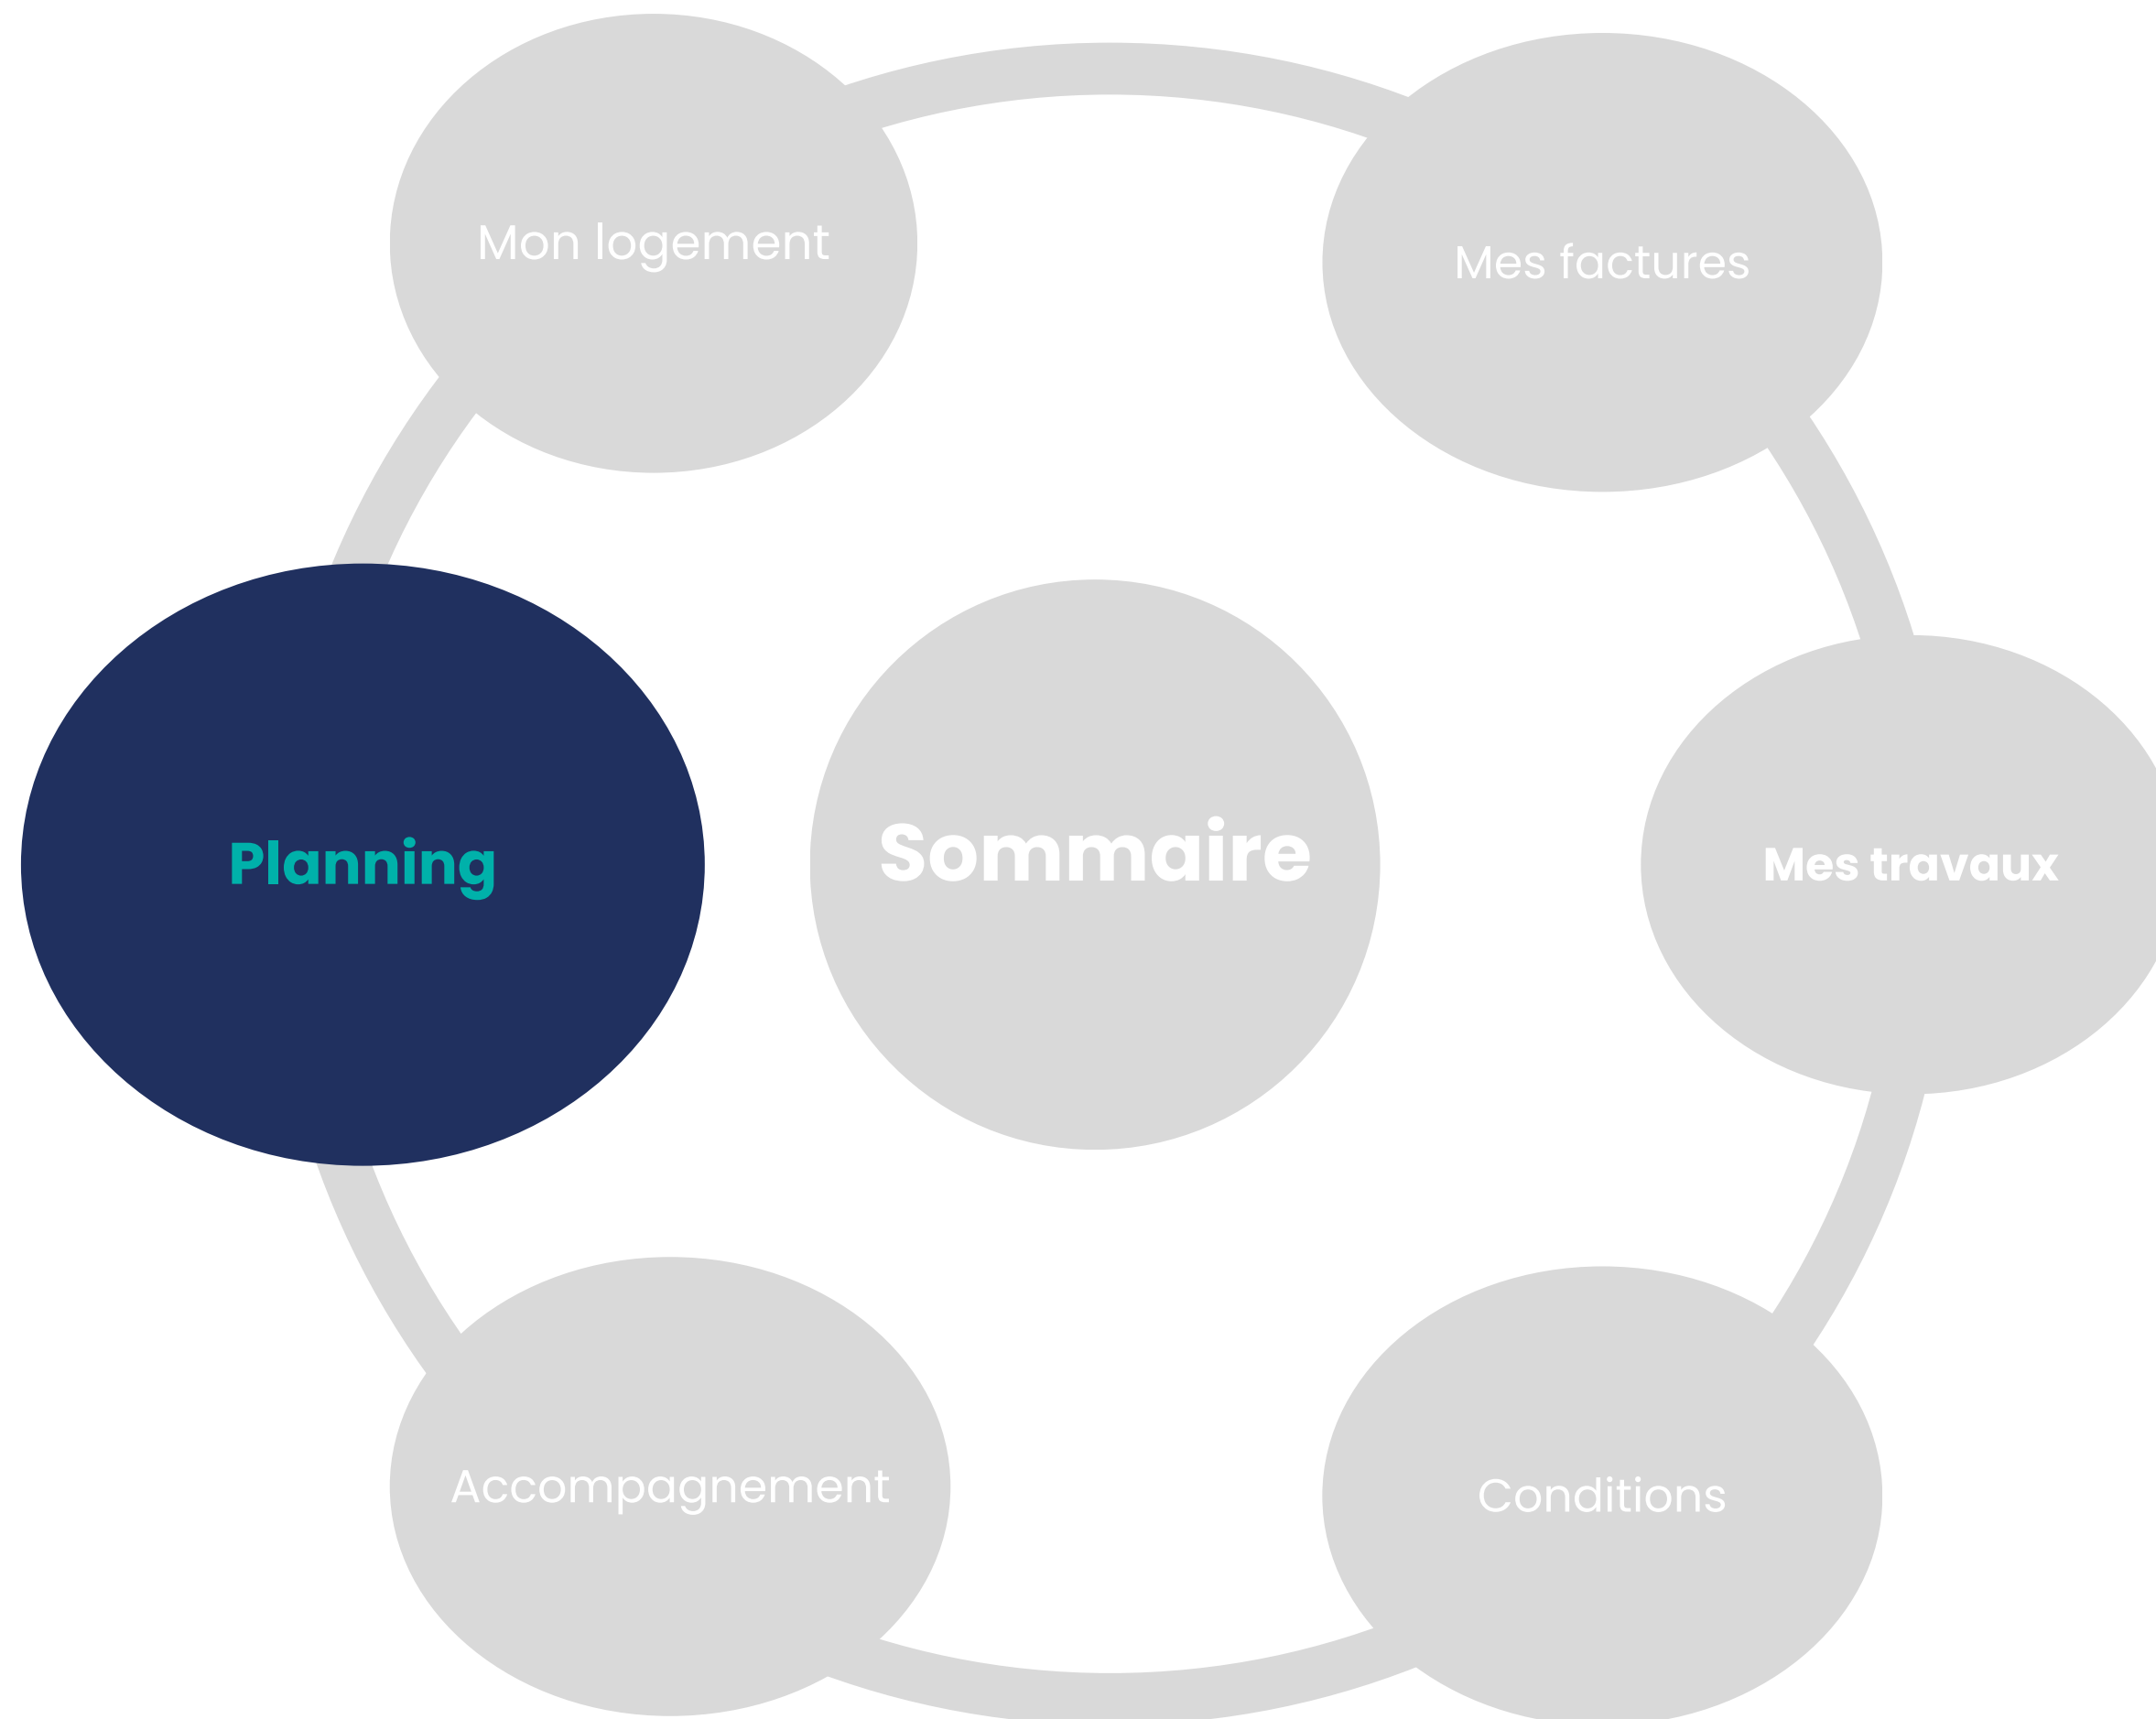 Mon logement
Mes factures
Planning
Sommaire
Mes travaux
Accompagnement
Conditions